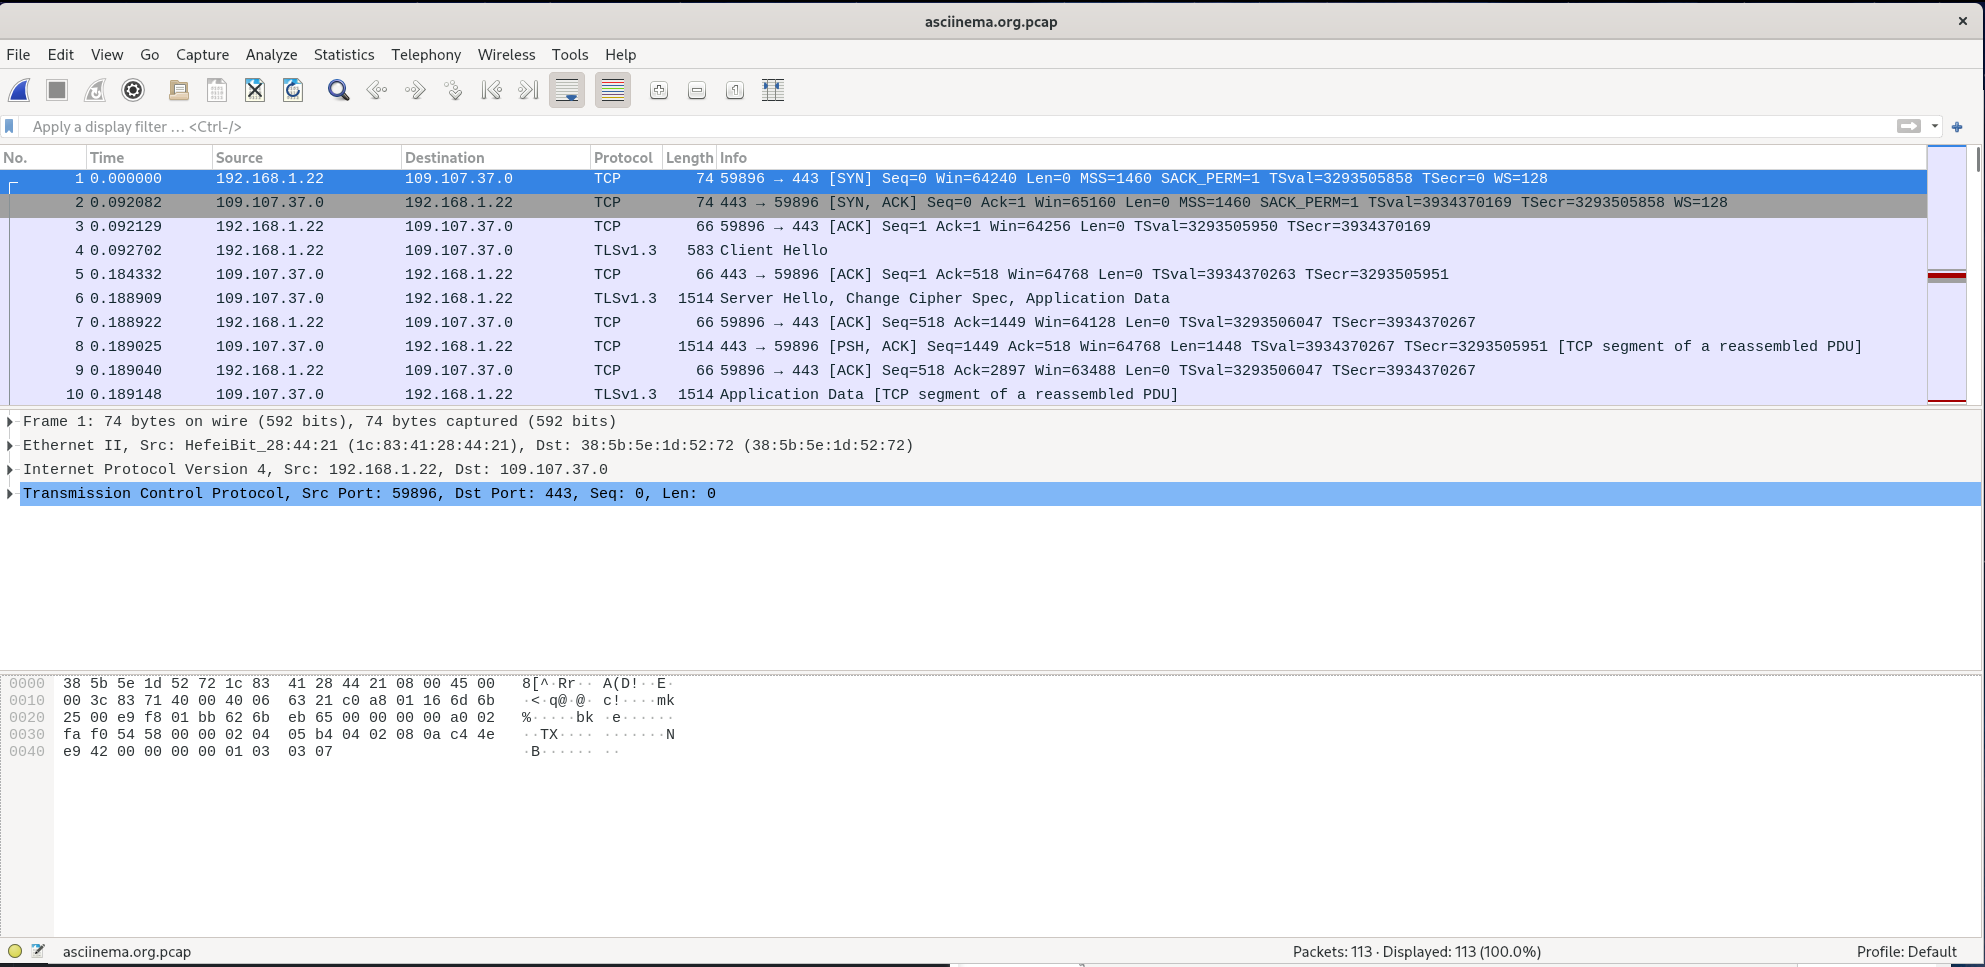 asciinema.org.pcap
File Edit View Go Capture Analyze Statistics Telephony Wireless Tools Help
Apply a display filter … <Ctrl-/>
No. Time Source Destination Protocol Length Info
1 0.000000 192.168.1.22 109.107.37.0 TCP 74 59896 → 443 [SYN] Seq=0 Win=64240 Len=0 MSS=1460 SACK_PERM=1 TSval=3293505858 TSecr=0 WS=128
2 0.092082 109.107.37.0 192.168.1.22 TCP 74 443 → 59896 [SYN, ACK] Seq=0 Ack=1 Win=65160 Len=0 MSS=1460 SACK_PERM=1 TSval=3934370169 TSecr=3293505858 WS=128
3 0.092129 192.168.1.22 109.107.37.0 TCP 66 59896 → 443 [ACK] Seq=1 Ack=1 Win=64256 Len=0 TSval=3293505950 TSecr=3934370169
4 0.092702 192.168.1.22 109.107.37.0 TLSv1.3 583 Client Hello
5 0.184332 109.107.37.0 192.168.1.22 TCP 66 443 → 59896 [ACK] Seq=1 Ack=518 Win=64768 Len=0 TSval=3934370263 TSecr=3293505951
6 0.188909 109.107.37.0 192.168.1.22 TLSv1.3 1514 Server Hello, Change Cipher Spec, Application Data
7 0.188922 192.168.1.22 109.107.37.0 TCP 66 59896 → 443 [ACK] Seq=518 Ack=1449 Win=64128 Len=0 TSval=3293506047 TSecr=3934370267
8 0.189025 109.107.37.0 192.168.1.22 TCP 1514 443 → 59896 [PSH, ACK] Seq=1449 Ack=518 Win=64768 Len=1448 TSval=3934370267 TSecr=3293505951 [TCP segment of a reassembled PDU]
9 0.189040 192.168.1.22 109.107.37.0 TCP 66 59896 → 443 [ACK] Seq=518 Ack=2897 Win=63488 Len=0 TSval=3293506047 TSecr=3934370267
10 0.189148 109.107.37.0 192.168.1.22 TLSv1.3 1514 Application Data [TCP segment of a reassembled PDU]
Frame 1: 74 bytes on wire (592 bits), 74 bytes captured (592 bits)
Ethernet II, Src: HefeiBit_28:44:21 (1c:83:41:28:44:21), Dst: 38:5b:5e:1d:52:72 (38:5b:5e:1d:52:72)
Internet Protocol Version 4, Src: 192.168.1.22, Dst: 109.107.37.0
Transmission Control Protocol, Src Port: 59896, Dst Port: 443, Seq: 0, Len: 0
0000 38 5b 5e 1d 52 72 1c 83 41 28 44 21 08 00 45 00 8[^·Rr·· A(D!··E·
0010 00 3c 83 71 40 00 40 06 63 21 c0 a8 01 16 6d 6b ·<·q@·@· c!····mk
0020 25 00 e9 f8 01 bb 62 6b eb 65 00 00 00 00 a0 02 %·····bk ·e······
0030 fa f0 54 58 00 00 02 04 05 b4 04 02 08 0a c4 4e ··TX···· ·······N
0040 e9 42 00 00 00 00 01 03 03 07 ·B······ ··
asciinema.org.pcap Packets: 113 · Displayed: 113 (100.0%) Profile: Default